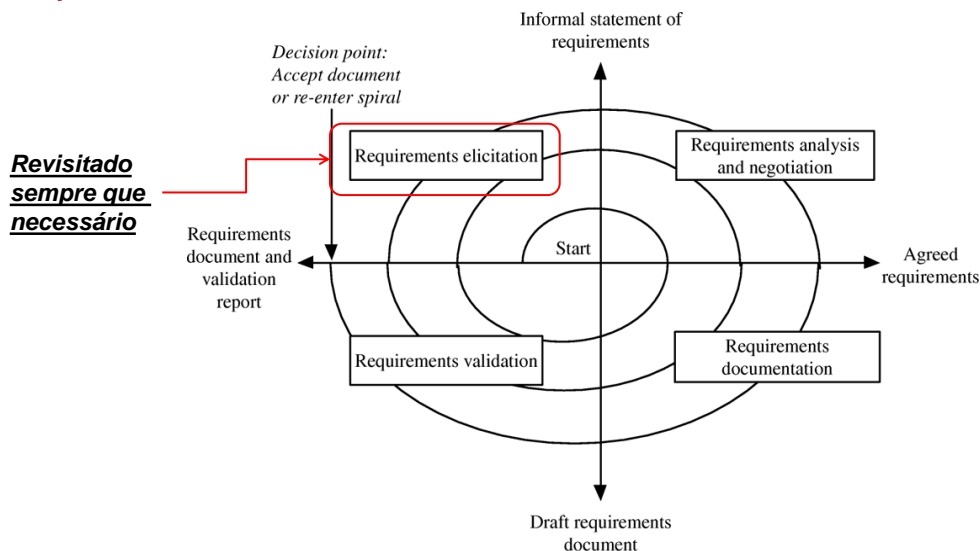 Informal statement of
requirements
Decision point:
Accept document
or re-enter spiral
Requirements elicitation
Requirements analysis
and negotiation
Revisitado
sempre que
necessário
Requirements
document and
validation
report
Start
Agreed
requirements
Requirements validation
Requirements
documentation
Draft requirements
document